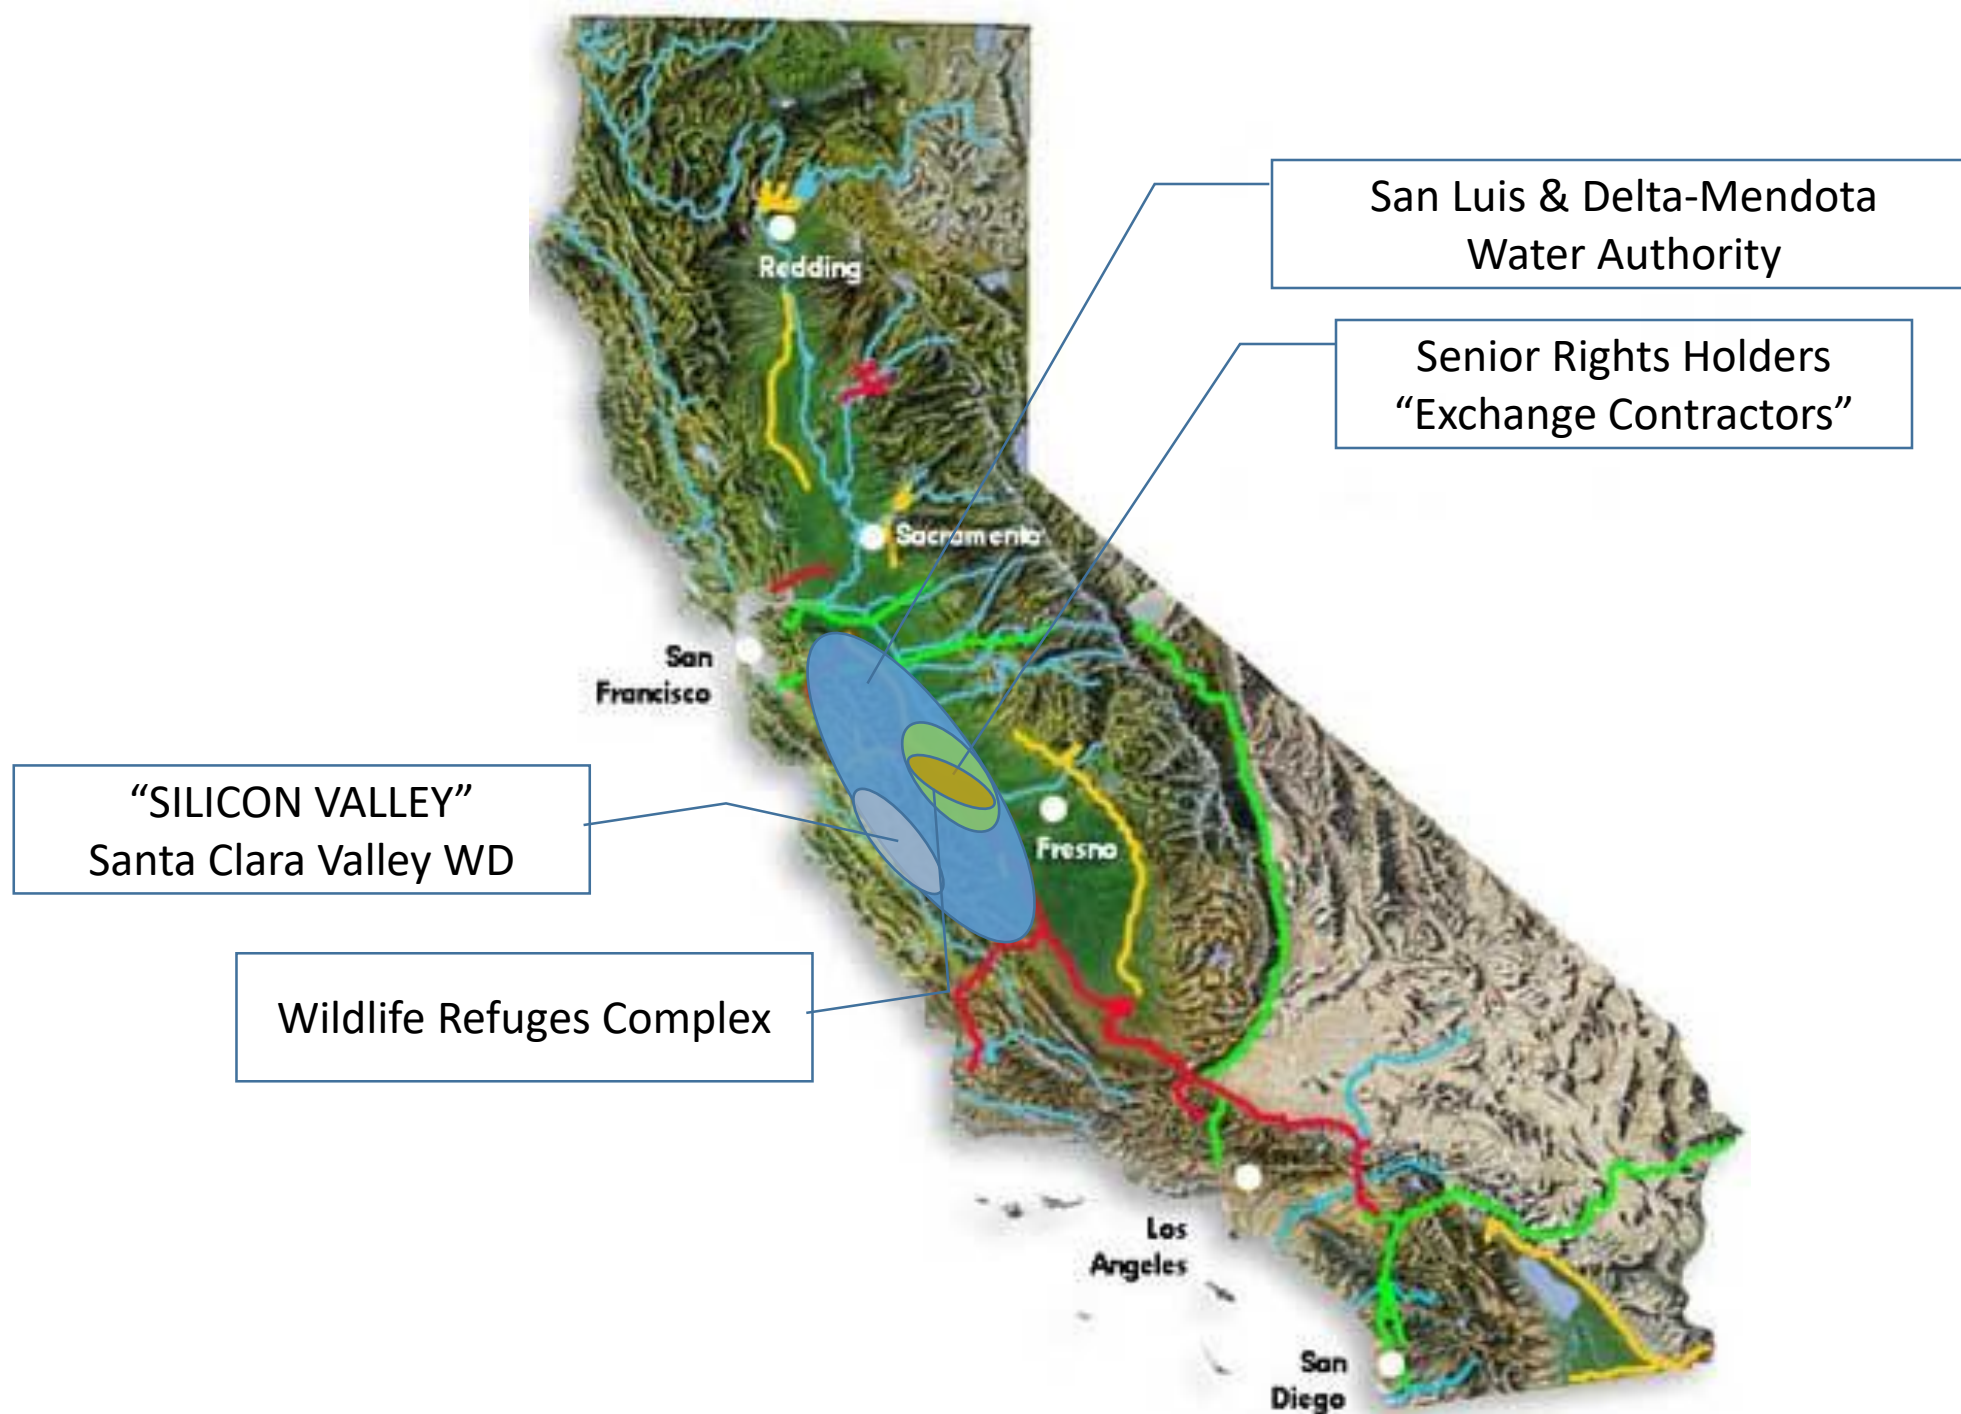 San Luis & Delta-Mendota
Water Authority
Senior Rights Holders
“Exchange Contractors”
Redding
Sacramento
San
Francisco
“SILICON VALLEY”
Santa Clara Valley WD
Fresno
Wildlife Refuges Complex
Los
Angeles
San
Diego